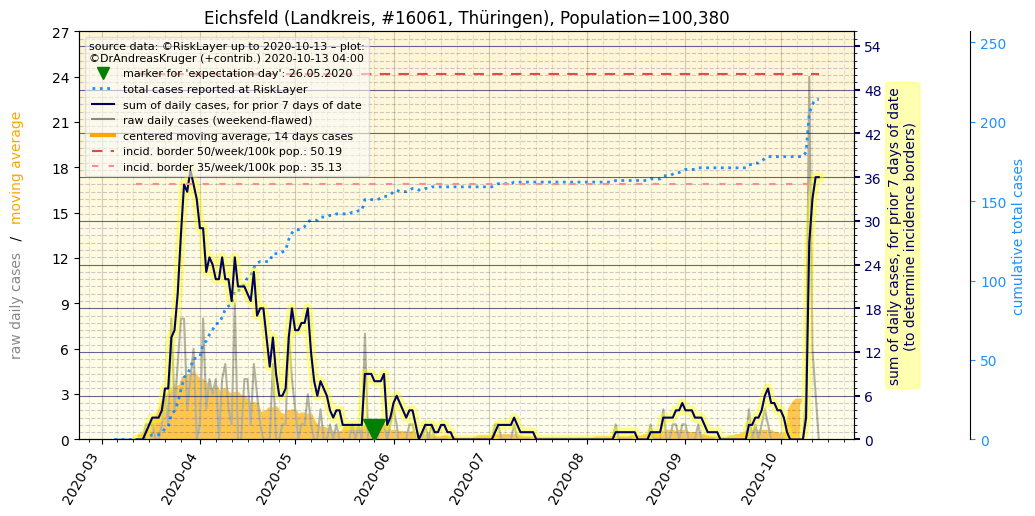 Eichsfeld (Landkreis, #16061, Thüringen), Population=100,380
source data: ©RiskLayer up to 2020-10-13 – plot:
©DrAndreasKruger (+contrib.) 2020-10-13 04:00
marker for 'expectation day': 26.05.2020
total cases reported at RiskLayer
sum of daily cases, for prior 7 days of date
raw daily cases (weekend-flawed)
centered moving average, 14 days cases
incid. border 50/week/100k pop.: 50.19
incid. border 35/week/100k pop.: 35.13
raw daily cases / moving average
27
24
21
18
15
12
9
6
3
0
2020-03
2020-04
2020-05
2020-06
2020-07
2020-08
2020-09
2020-10
54
48
42
36
30
24
18
12
6
0
sum of daily cases, for prior 7 days of date
(to determine incidence borders)
250
200
150
100
50
0
cumulative total cases